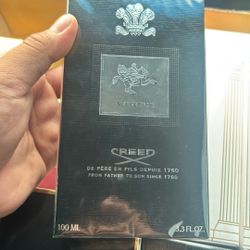 CREED
DE PÈRE EN FILS DEPUIS 1760
FROM FATHER TO SON SINCE 1760
100 ML 3.3 FL.OZ.